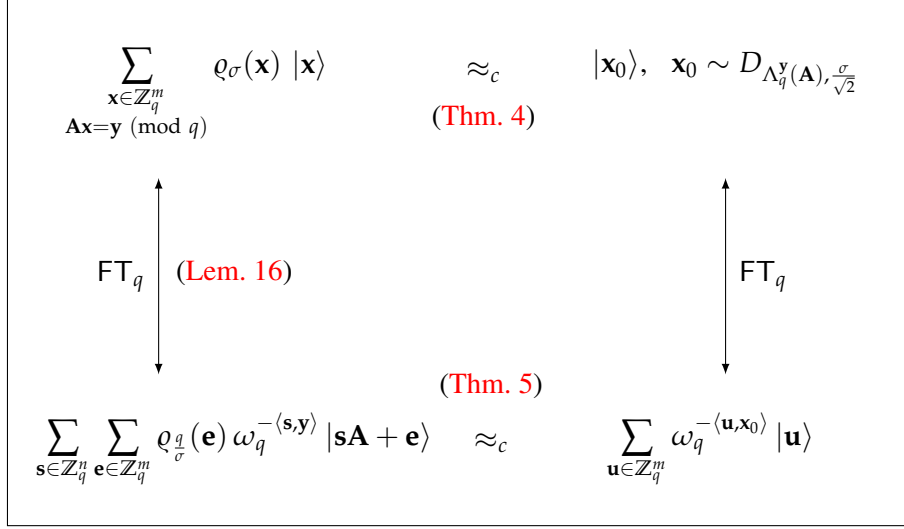 ∑_{𝐱∈ℤ_q^m, 𝐀𝐱=𝐲 (mod q)} ϱ_σ(𝐱) |𝐱⟩ ≈_c |𝐱_0⟩, 𝐱_0 ∼ D_{Λ_q^𝐲(𝐀), σ/√2}
(Thm. 4)
FT_q (Lem. 16) FT_q
(Thm. 5)
∑_{𝐬∈ℤ_q^n} ∑_{𝐞∈ℤ_q^m} ϱ_{q/σ}(𝐞) ω_q^{-⟨𝐬,𝐲⟩} |𝐬𝐀 + 𝐞⟩ ≈_c ∑_{𝐮∈ℤ_q^m} ω_q^{-⟨𝐮,𝐱_0⟩} |𝐮⟩